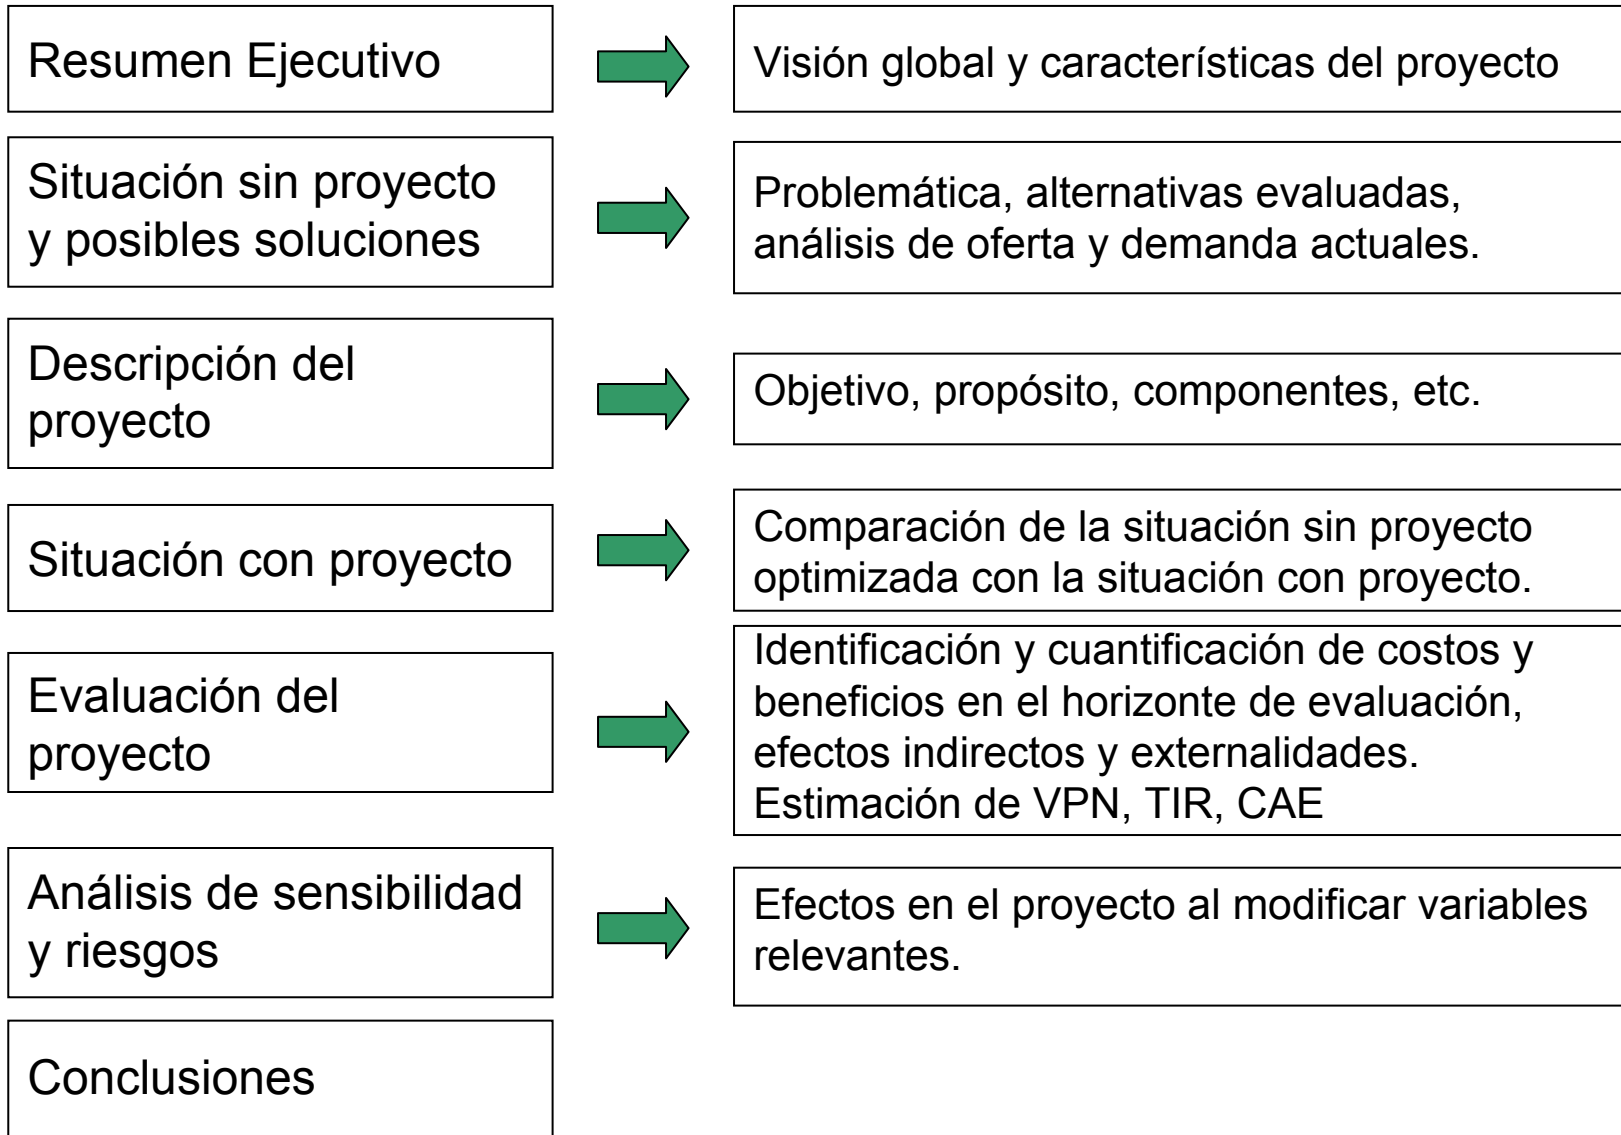 Resumen Ejecutivo
Visión global y características del proyecto
Situación sin proyecto
y posibles soluciones
Problemática, alternativas evaluadas,
análisis de oferta y demanda actuales.
Descripción del
proyecto
Objetivo, propósito, componentes, etc.
Situación con proyecto
Comparación de la situación sin proyecto
optimizada con la situación con proyecto.
Evaluación del
proyecto
Identificación y cuantificación de costos y
beneficios en el horizonte de evaluación,
efectos indirectos y externalidades.
Estimación de VPN, TIR, CAE
Análisis de sensibilidad
y riesgos
Efectos en el proyecto al modificar variables
relevantes.
Conclusiones